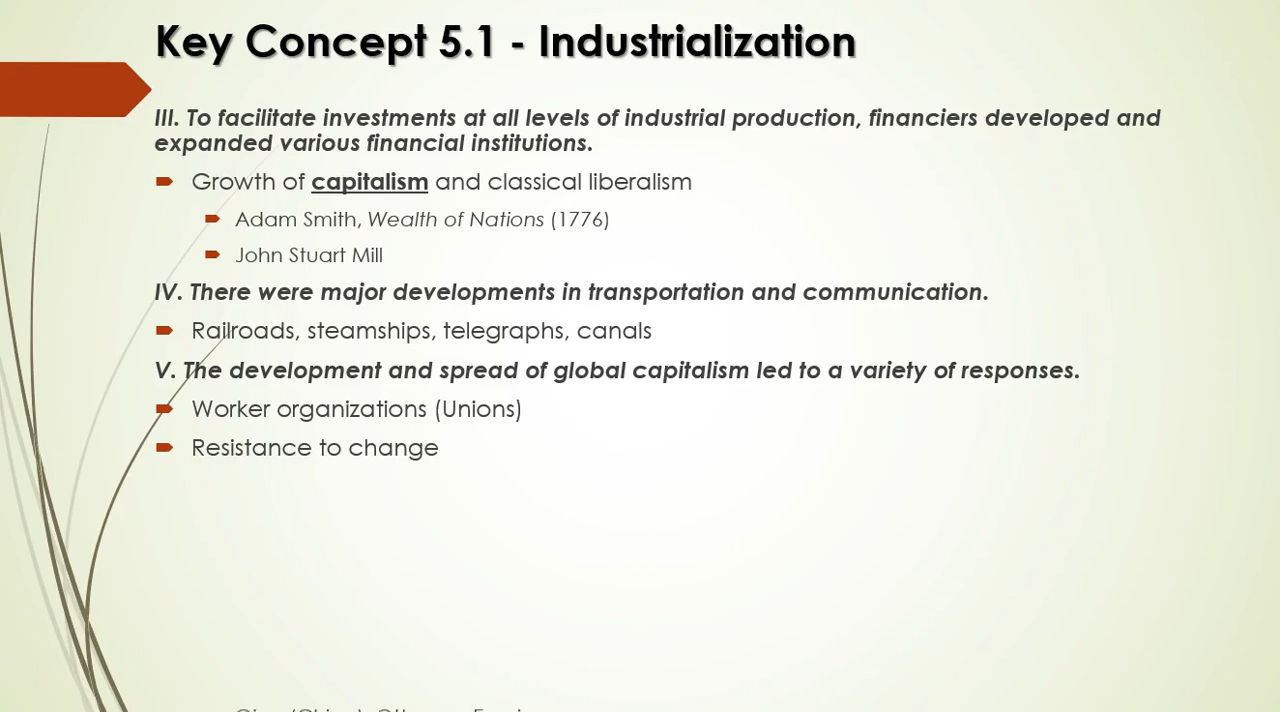 Key Concept 5.1 - Industrialization
III. To facilitate investments at all levels of industrial production, financiers developed and
expanded various financial institutions.
Growth of capitalism and classical liberalism
Adam Smith, Wealth of Nations (1776)
John Stuart Mill
IV. There were major developments in transportation and communication.
Railroads, steamships, telegraphs, canals
V. The development and spread of global capitalism led to a variety of responses.
Worker organizations (Unions)
Resistance to change